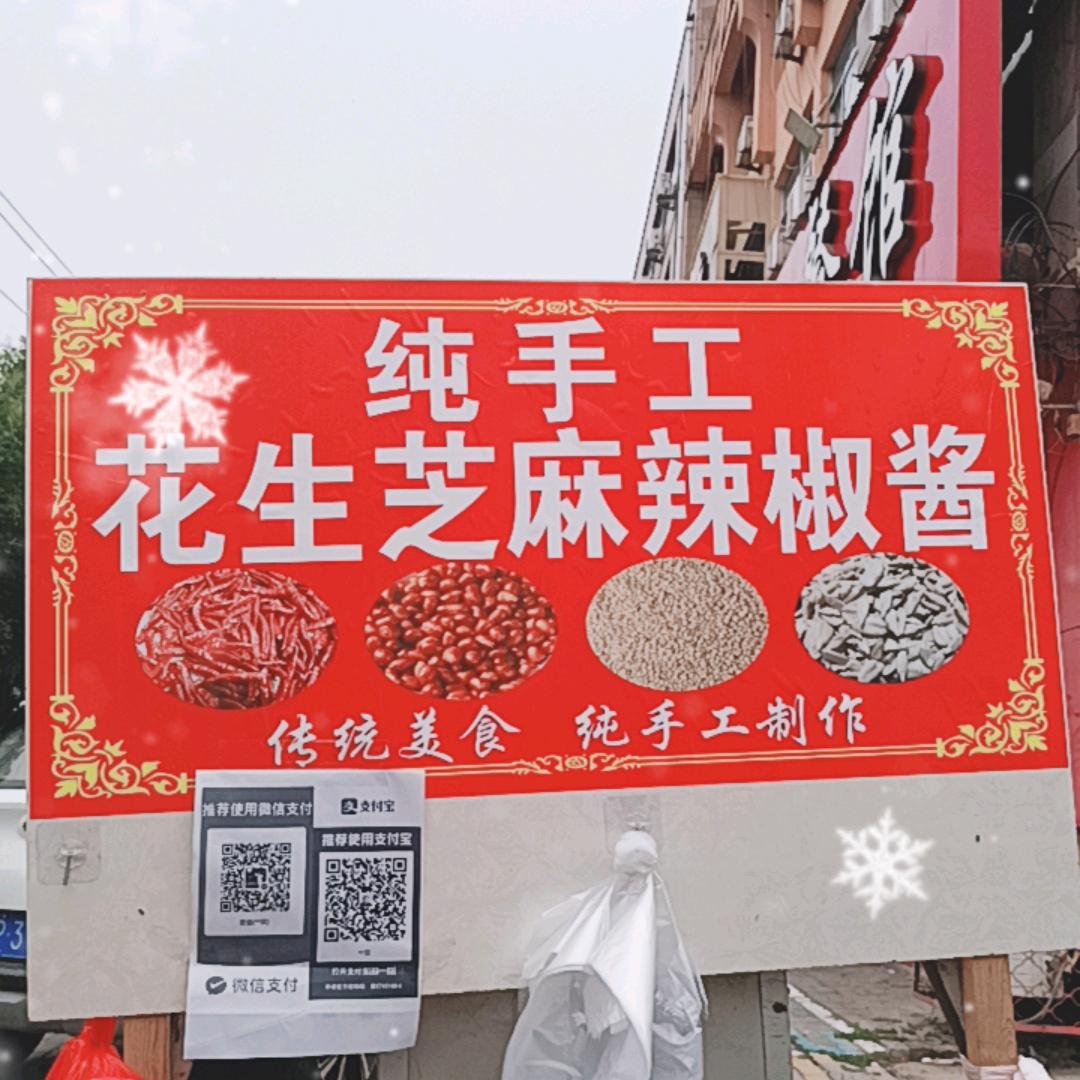 馆
纯手工
花生芝麻辣椒酱
传统美食 纯手工制作
推荐使用微信支付
支付宝
推荐使用支付宝
微信支付